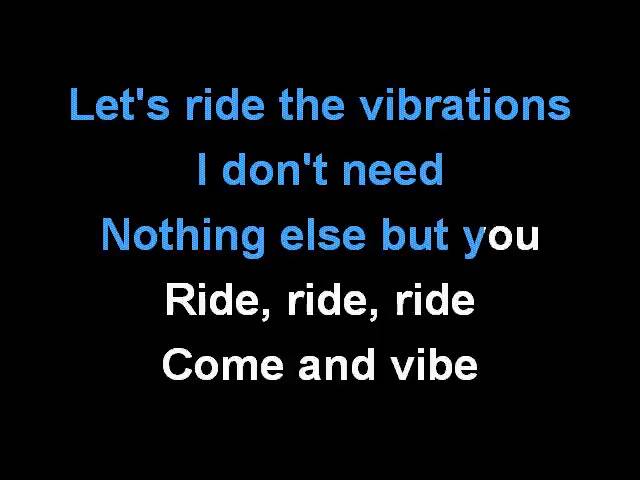 Let's ride the vibrations
I don't need
Nothing else but you
Ride, ride, ride
Come and vibe